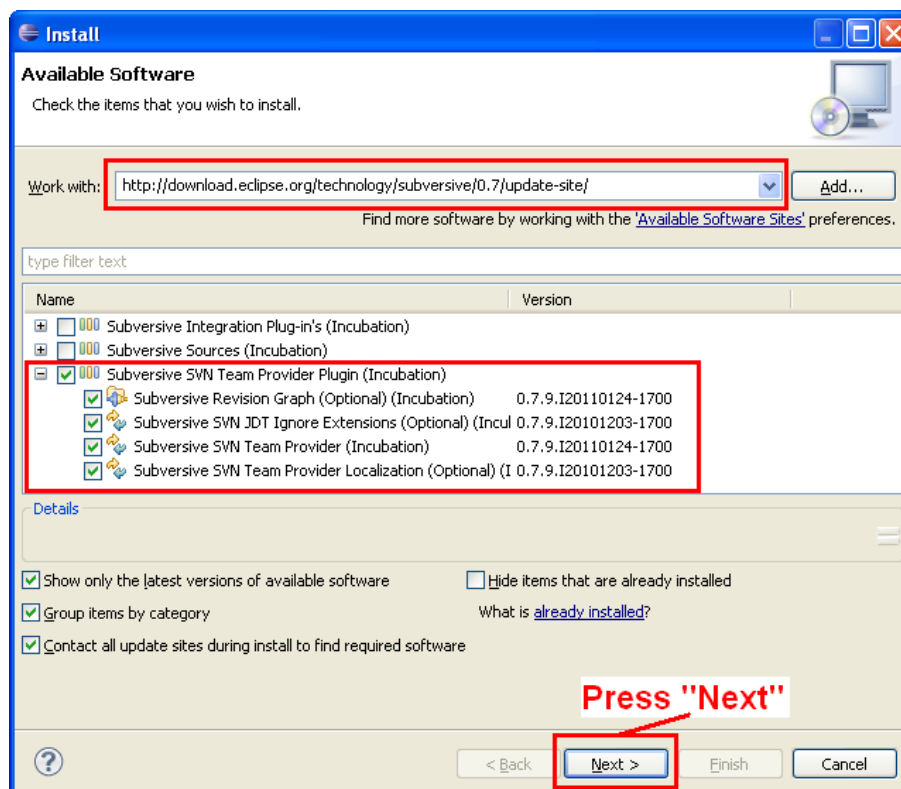 Install
Available Software
Check the items that you wish to install.
Work with: http://download.eclipse.org/technology/subversive/0.7/update-site/ Add...
Find more software by working with the 'Available Software Sites' preferences.
type filter text
Name Version
Subversive Integration Plug-in's (Incubation)
Subversive Sources (Incubation)
Subversive SVN Team Provider Plugin (Incubation)
Subversive Revision Graph (Optional) (Incubation) 0.7.9.I20110124-1700
Subversive SVN JDT Ignore Extensions (Optional) (Incul 0.7.9.I20101203-1700
Subversive SVN Team Provider (Incubation) 0.7.9.I20110124-1700
Subversive SVN Team Provider Localization (Optional) (I 0.7.9.I20101203-1700
Details
Show only the latest versions of available software Hide items that are already installed
Group items by category What is already installed?
Contact all update sites during install to find required software
Press "Next"
? < Back Next > Finish Cancel